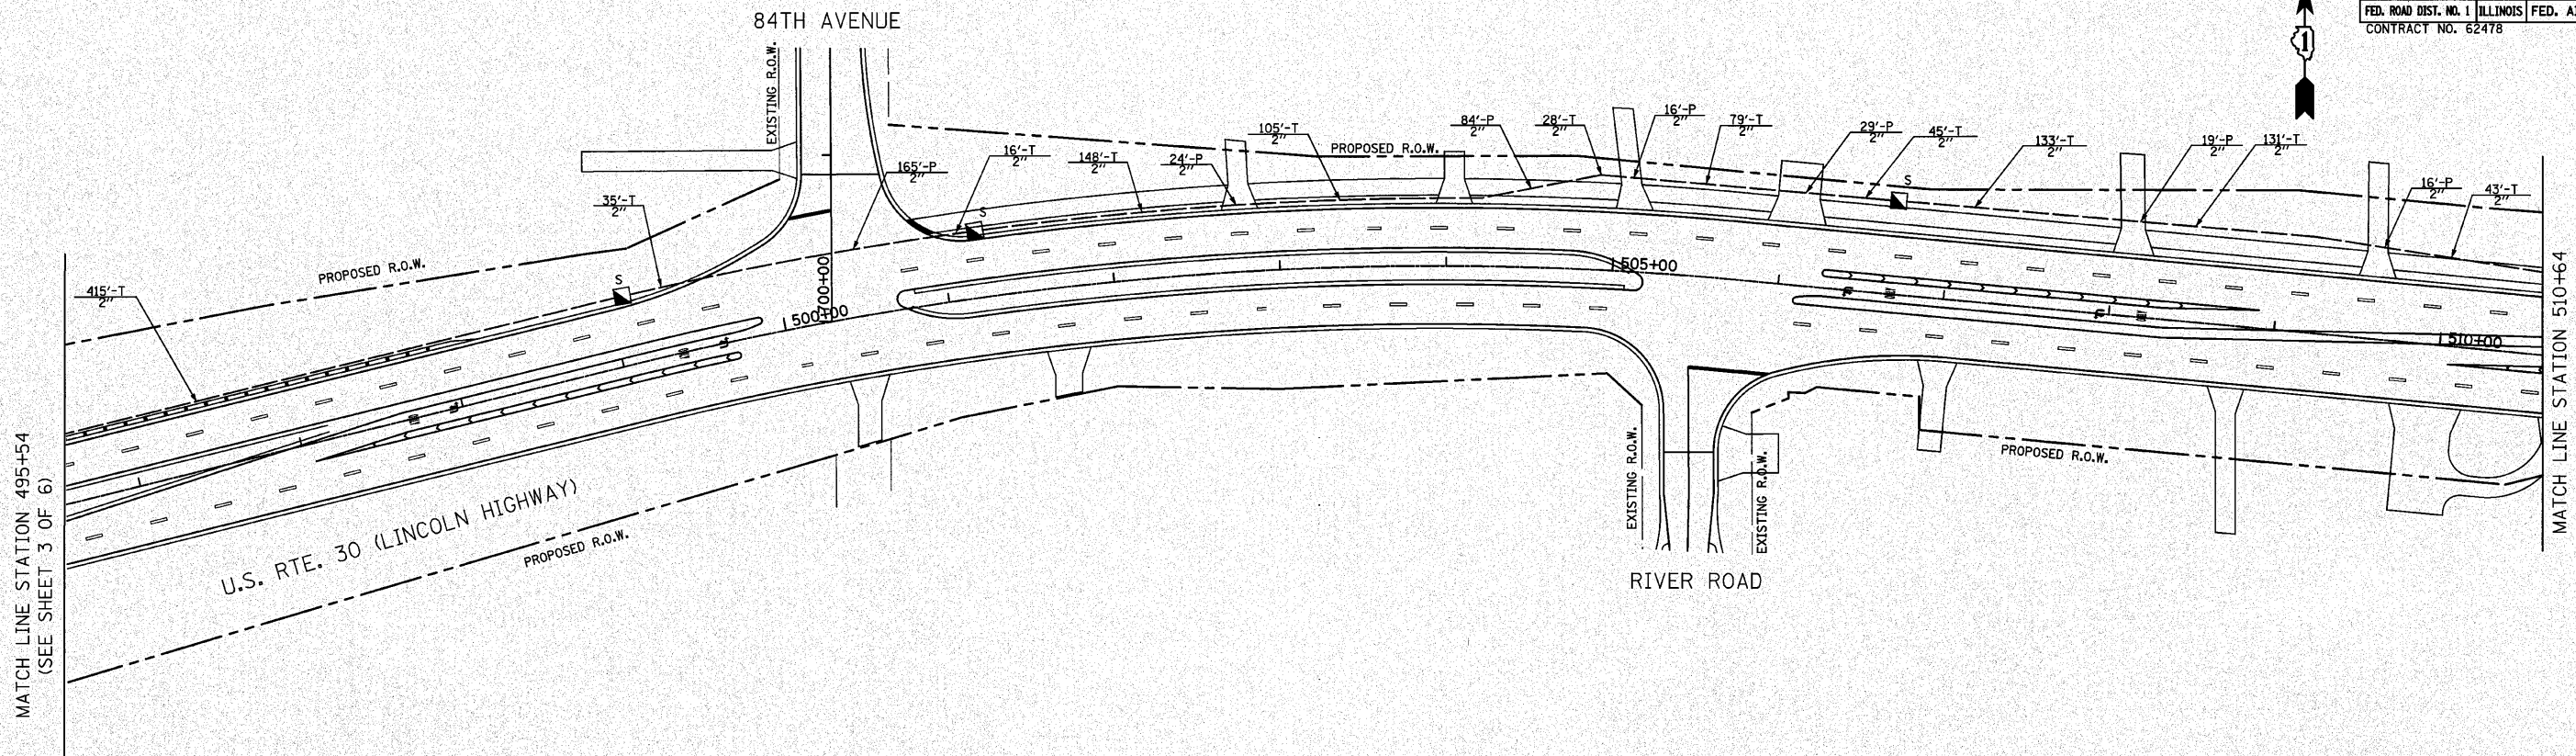 84TH AVENUE
FED. ROAD DIST. NO. 1 ILLINOIS FED. A
CONTRACT NO. 62478
1
EXISTING R.O.W.
PROPOSED R.O.W.
415'-T
2"
PROPOSED R.O.W.
35'-T
2"
S
165'-P
2"
16'-T
2"
S
148'-T
2"
24'-P
2"
105'-T
2"
PROPOSED R.O.W.
84'-P
2"
28'-T
2"
16'-P
2"
79'-T
2"
29'-P
2"
45'-T
2"
S
133'-T
2"
19'-P
2"
131'-T
2"
16'-P
2"
43'-T
2"
500+00
505+00
510+00
MATCH LINE STATION 495+54
(SEE SHEET 3 OF 6)
U.S. RTE. 30 (LINCOLN HIGHWAY)
PROPOSED R.O.W.
EXISTING R.O.W.
EXISTING R.O.W.
RIVER ROAD
MATCH LINE STATION 510+64